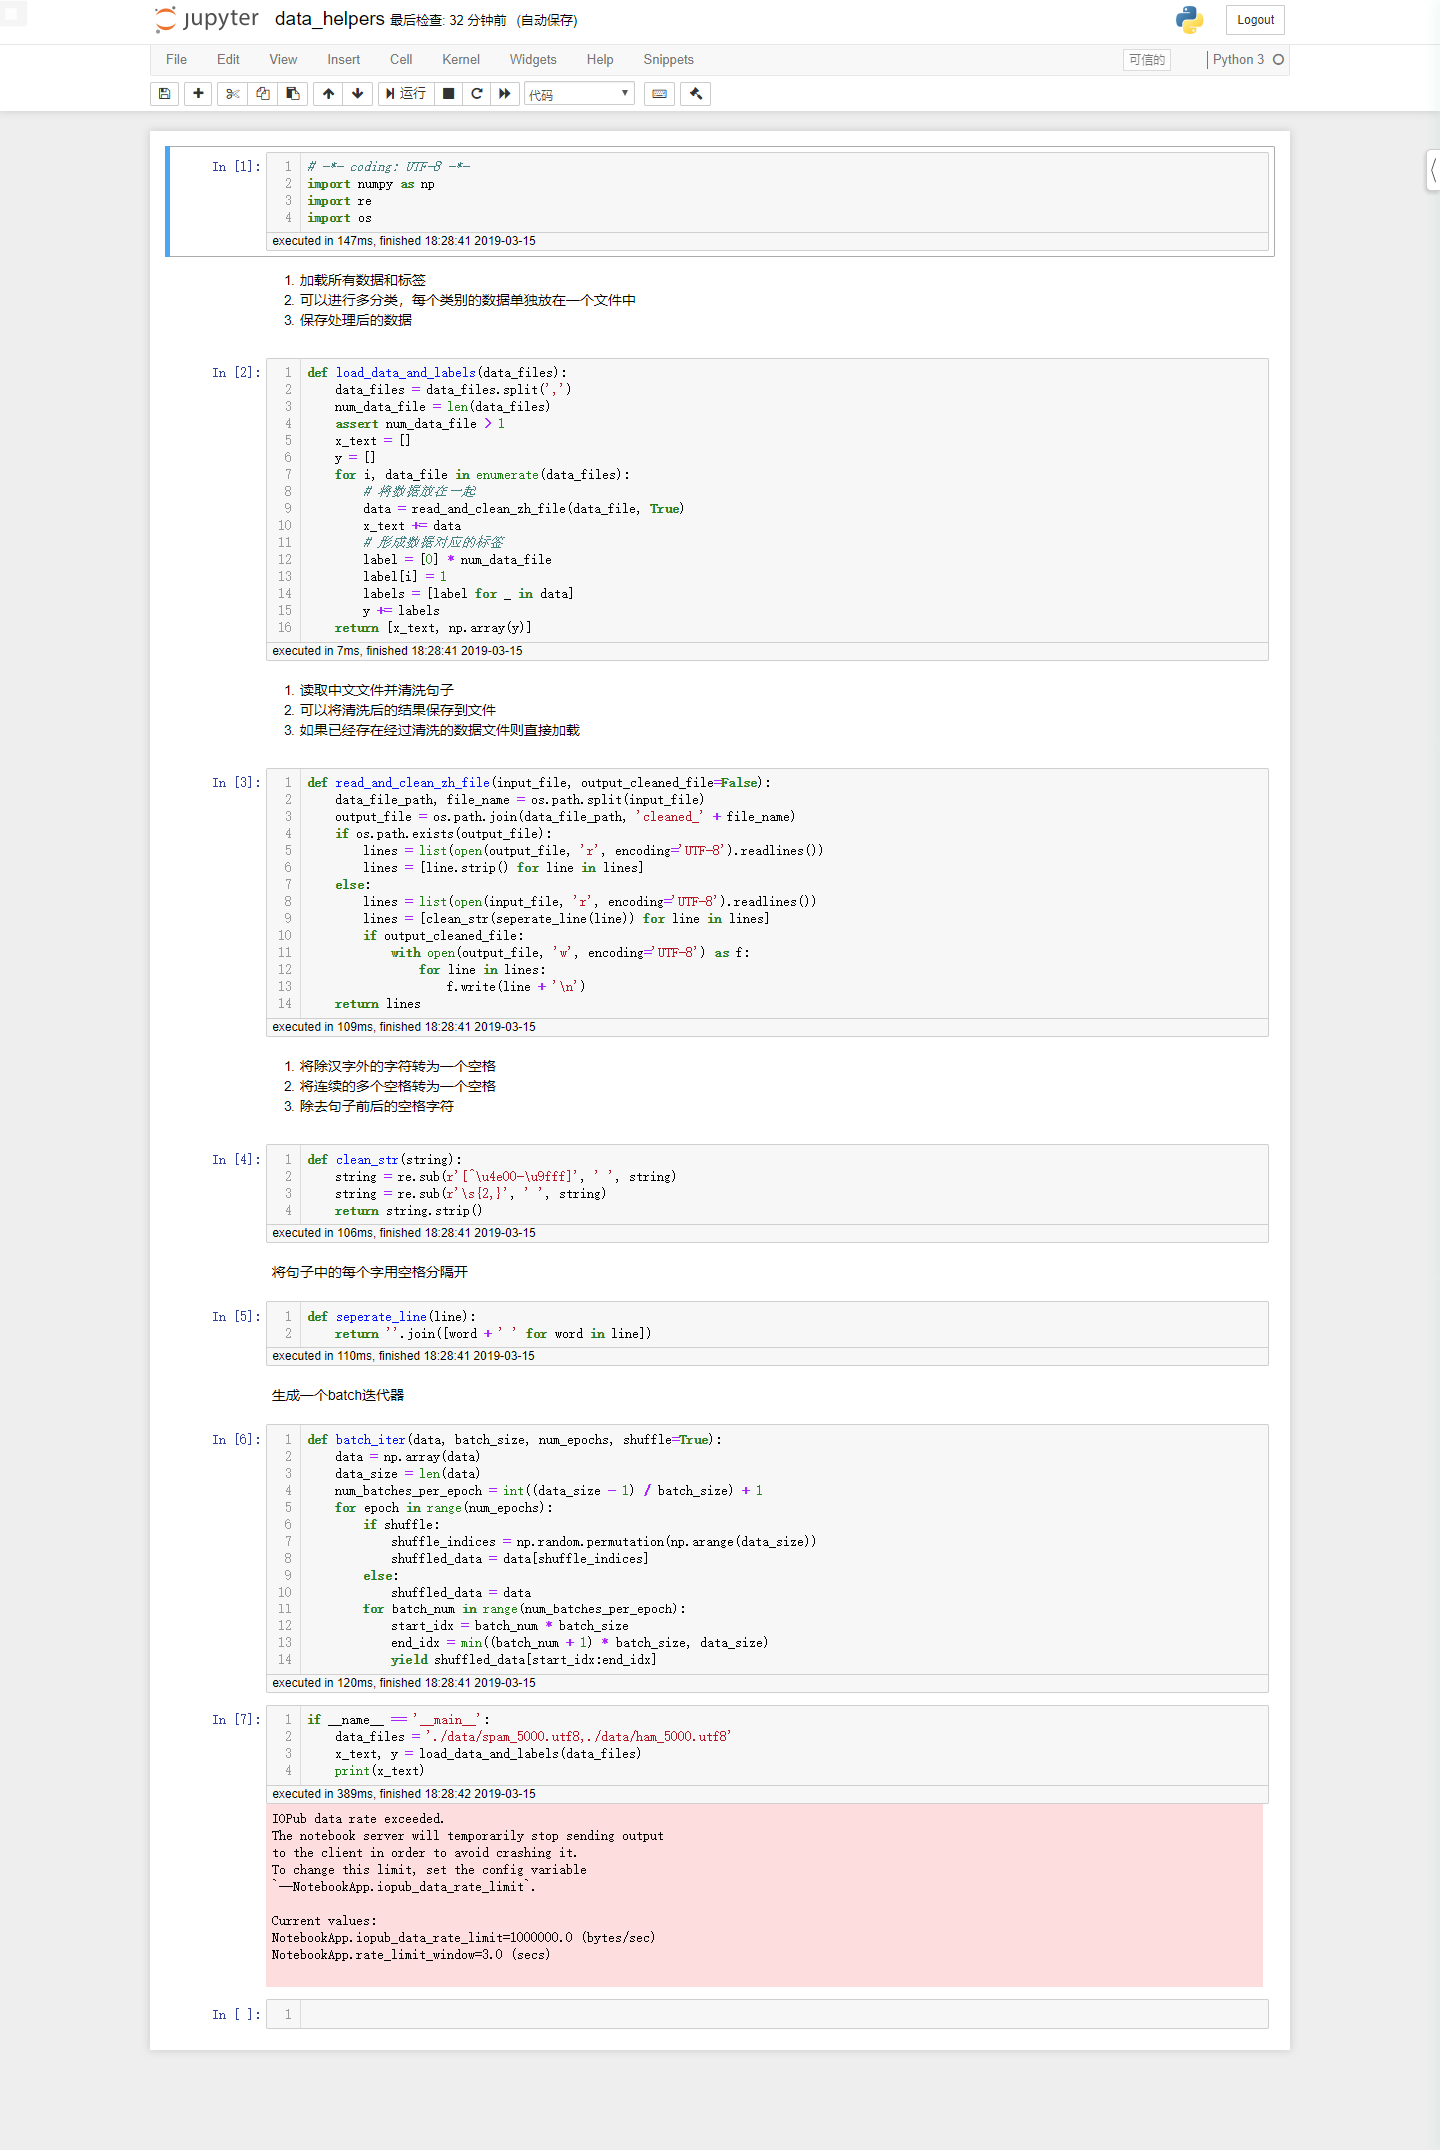 jupyter data_helpers 最后检查: 32 分钟前 (自动保存) Logout
File Edit View Insert Cell Kernel Widgets Help Snippets 可信的 Python 3
运行 代码
In [1]:
1 # -*- coding: UTF-8 -*-
2 import numpy as np
3 import re
4 import os
executed in 147ms, finished 18:28:41 2019-03-15
1. 加载所有数据和标签
2. 可以进行多分类，每个类别的数据单独放在一个文件中
3. 保存处理后的数据
In [2]:
1 def load_data_and_labels(data_files):
2     data_files = data_files.split(',')
3     num_data_file = len(data_files)
4     assert num_data_file > 1
5     x_text = []
6     y = []
7     for i, data_file in enumerate(data_files):
8         # 将数据放在一起
9         data = read_and_clean_zh_file(data_file, True)
10         x_text += data
11         # 形成数据对应的标签
12         label = [0] * num_data_file
13         label[i] = 1
14         labels = [label for _ in data]
15         y += labels
16     return [x_text, np.array(y)]
executed in 7ms, finished 18:28:41 2019-03-15
1. 读取中文文件并清洗句子
2. 可以将清洗后的结果保存到文件
3. 如果已经存在经过清洗的数据文件则直接加载
In [3]:
1 def read_and_clean_zh_file(input_file, output_cleaned_file=False):
2     data_file_path, file_name = os.path.split(input_file)
3     output_file = os.path.join(data_file_path, 'cleaned_' + file_name)
4     if os.path.exists(output_file):
5         lines = list(open(output_file, 'r', encoding='UTF-8').readlines())
6         lines = [line.strip() for line in lines]
7     else:
8         lines = list(open(input_file, 'r', encoding='UTF-8').readlines())
9         lines = [clean_str(seperate_line(line)) for line in lines]
10         if output_cleaned_file:
11             with open(output_file, 'w', encoding='UTF-8') as f:
12                 for line in lines:
13                     f.write(line + '\n')
14     return lines
executed in 109ms, finished 18:28:41 2019-03-15
1. 将除汉字外的字符转为一个空格
2. 将连续的多个空格转为一个空格
3. 除去句子前后的空格字符
In [4]:
1 def clean_str(string):
2     string = re.sub(r'[^\u4e00-\u9fff]', ' ', string)
3     string = re.sub(r'\s{2,}', ' ', string)
4     return string.strip()
executed in 106ms, finished 18:28:41 2019-03-15
将句子中的每个字用空格分隔开
In [5]:
1 def seperate_line(line):
2     return ''.join([word + ' ' for word in line])
executed in 110ms, finished 18:28:41 2019-03-15
生成一个batch迭代器
In [6]:
1 def batch_iter(data, batch_size, num_epochs, shuffle=True):
2     data = np.array(data)
3     data_size = len(data)
4     num_batches_per_epoch = int((data_size - 1) / batch_size) + 1
5     for epoch in range(num_epochs):
6         if shuffle:
7             shuffle_indices = np.random.permutation(np.arange(data_size))
8             shuffled_data = data[shuffle_indices]
9         else:
10             shuffled_data = data
11         for batch_num in range(num_batches_per_epoch):
12             start_idx = batch_num * batch_size
13             end_idx = min((batch_num + 1) * batch_size, data_size)
14             yield shuffled_data[start_idx:end_idx]
executed in 120ms, finished 18:28:41 2019-03-15
In [7]:
1 if __name__ == '__main__':
2     data_files = './data/spam_5000.utf8,./data/ham_5000.utf8'
3     x_text, y = load_data_and_labels(data_files)
4     print(x_text)
executed in 389ms, finished 18:28:42 2019-03-15
IOPub data rate exceeded.
The notebook server will temporarily stop sending output
to the client in order to avoid crashing it.
To change this limit, set the config variable
`--NotebookApp.iopub_data_rate_limit`.
Current values:
NotebookApp.iopub_data_rate_limit=1000000.0 (bytes/sec)
NotebookApp.rate_limit_window=3.0 (secs)
In [ ]:
1